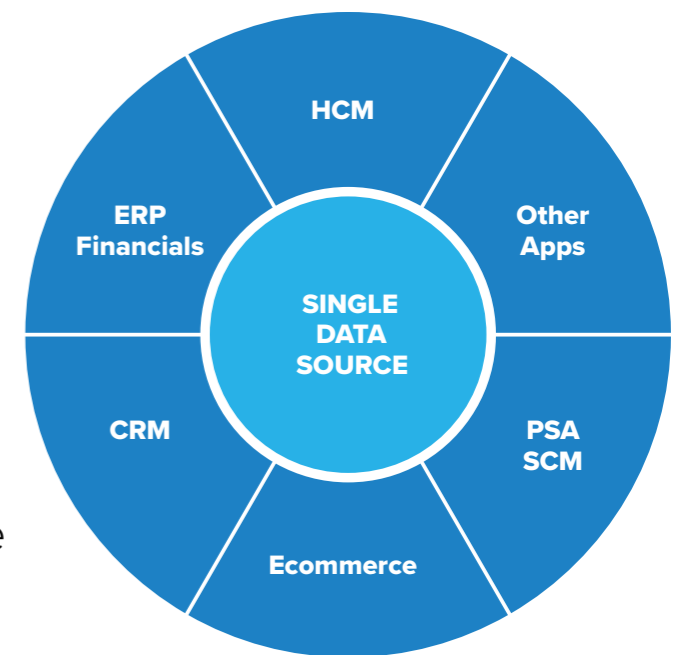 HCM
Other
Apps
PSA
SCM
Ecommerce
CRM
ERP
Financials
SINGLE
DATA
SOURCE
e